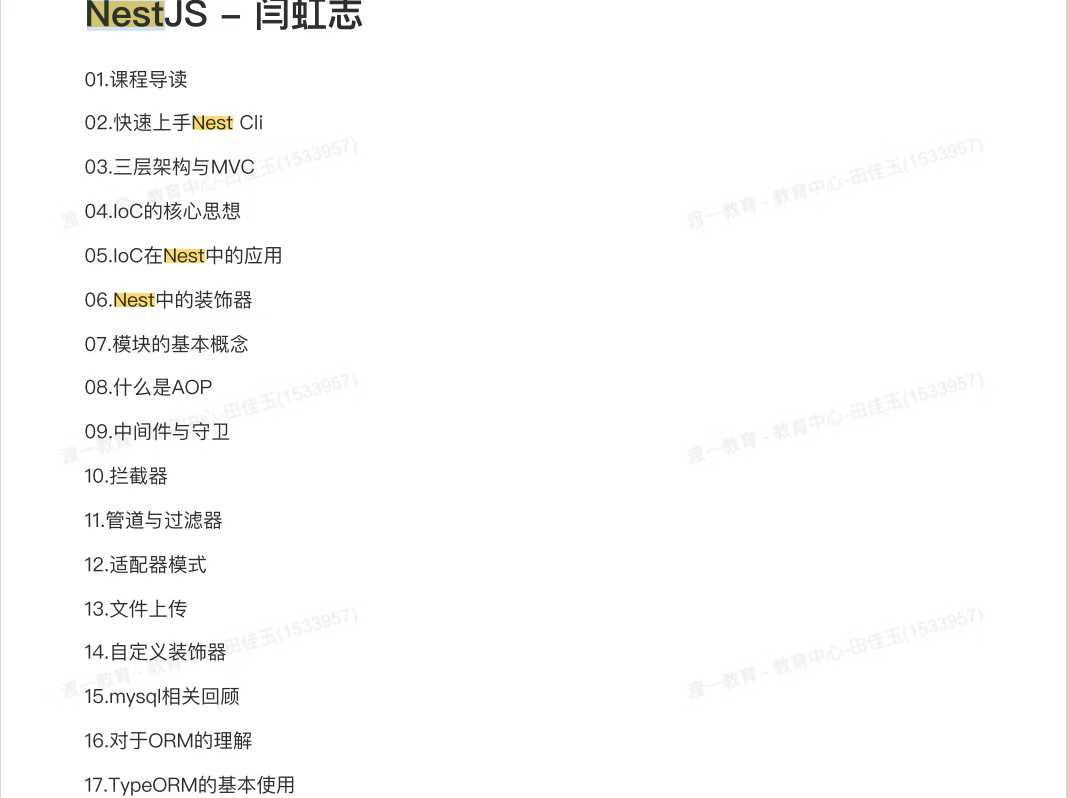 NestJS – 闫虹志
01.课程导读
02.快速上手Nest Cli
03.三层架构与MVC
渡一教育 - 教育中心-田佳玉(1533957)
渡一教育 - 教育中心-田佳玉(1533957)
04.IoC的核心思想
05.IoC在Nest中的应用
06.Nest中的装饰器
07.模块的基本概念
08.什么是AOP
渡一教育 - 教育中心-田佳玉(1533957)
渡一教育 - 教育中心-田佳玉(1533957)
09.中间件与守卫
10.拦截器
11.管道与过滤器
12.适配器模式
13.文件上传
14.自定义装饰器
渡一教育 - 教育中心-田佳玉(1533957)
渡一教育 - 教育中心-田佳玉(1533957)
15.mysql相关回顾
16.对于ORM的理解
17.TypeORM的基本使用